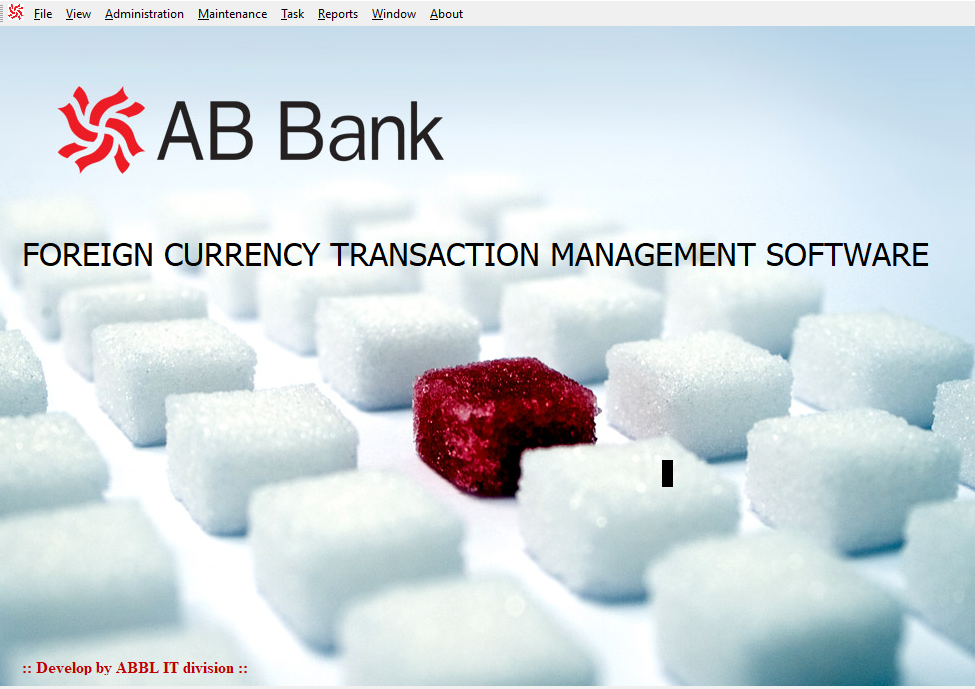 File View Administration Maintenance Task Reports Window About
AB Bank
FOREIGN CURRENCY TRANSACTION MANAGEMENT SOFTWARE
:: Develop by ABBL IT division ::